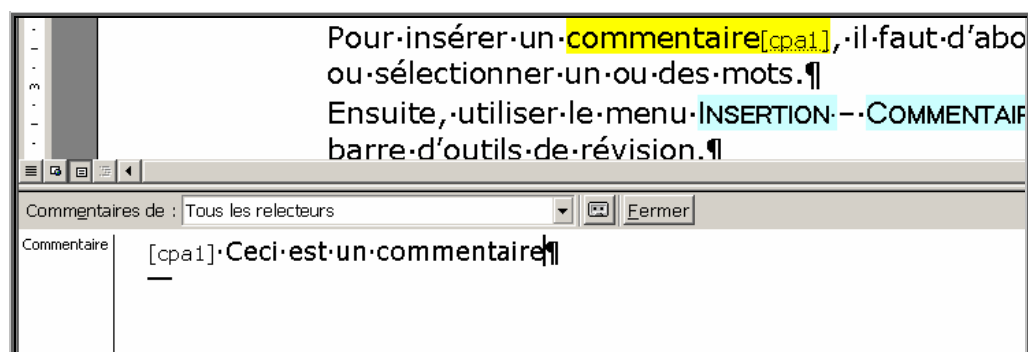 Pour·insérer·un·commentaire[cpa1],·il·faut·d'abo
ou·sélectionner·un·ou·des·mots.¶
Ensuite,·utiliser·le·menu·INSERTION·–·COMMENTAIR
barre·d'outils·de·révision.¶
Commentaires de : Tous les relecteurs Fermer
Commentaire [cpa1]·Ceci·est·un·commentaire¶